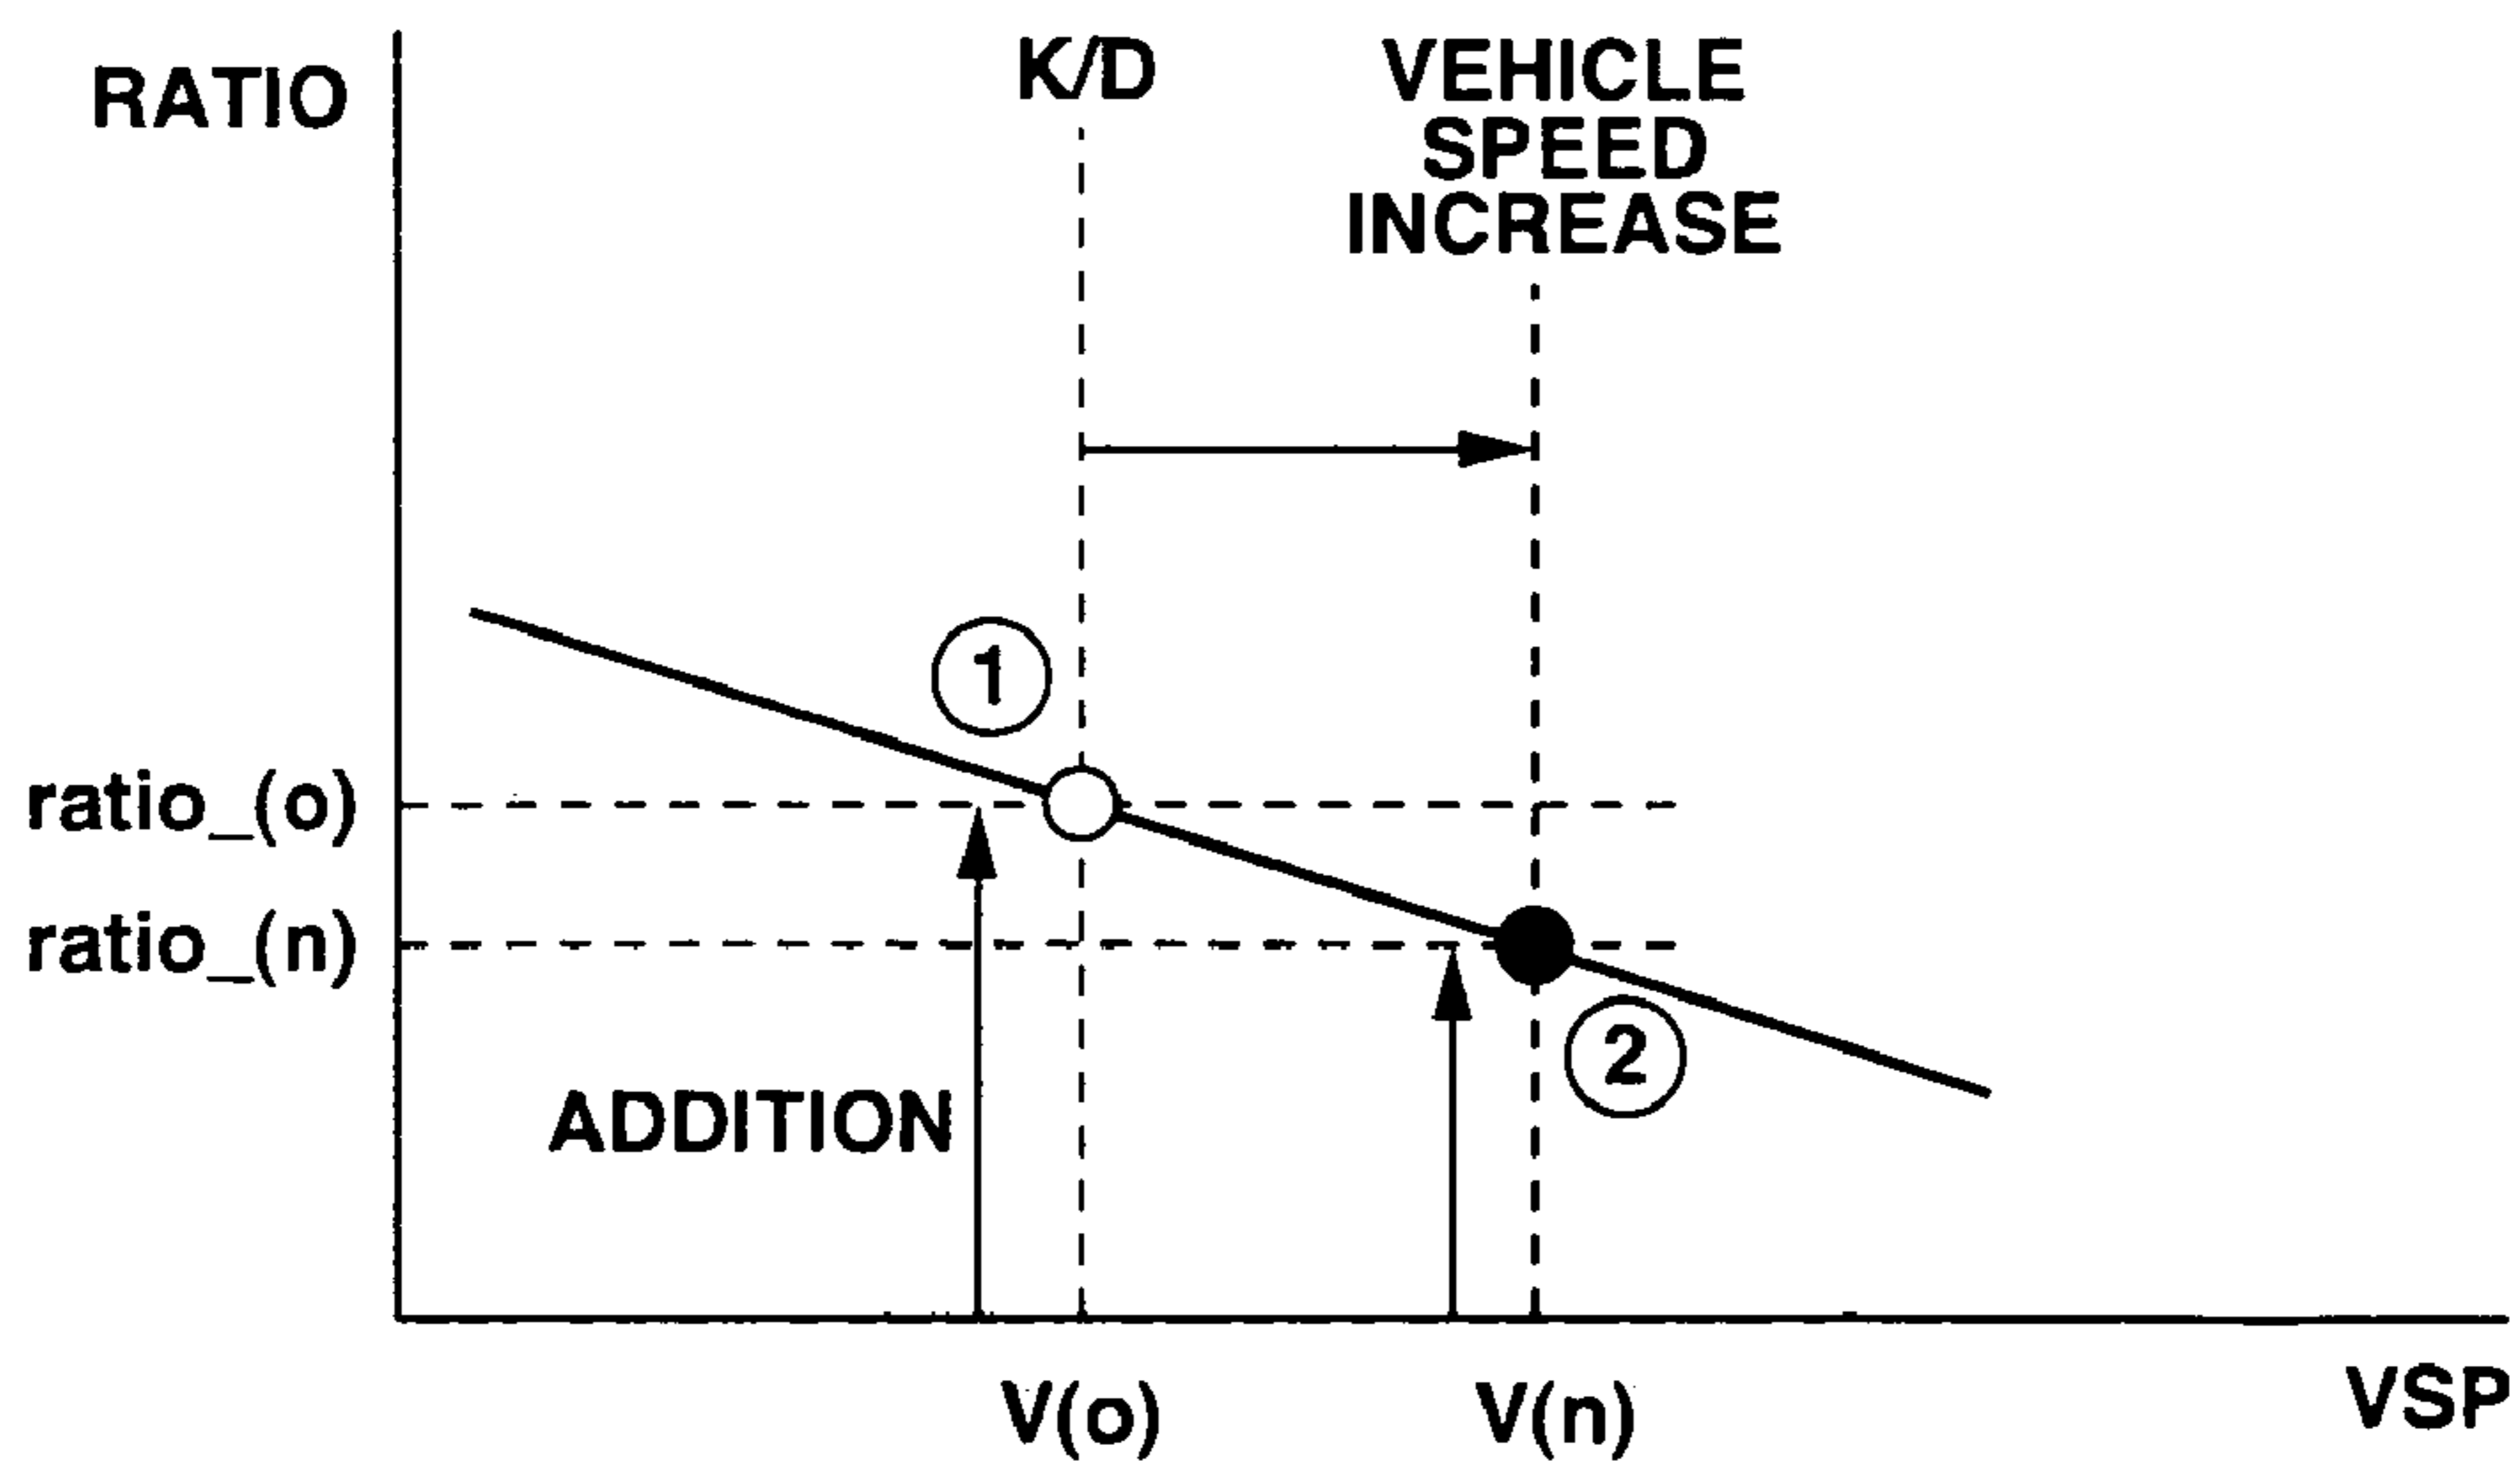 RATIO
K/D
VEHICLE
SPEED
INCREASE
1
ratio_(o)
ratio_(n)
2
ADDITION
V(o)
V(n)
VSP